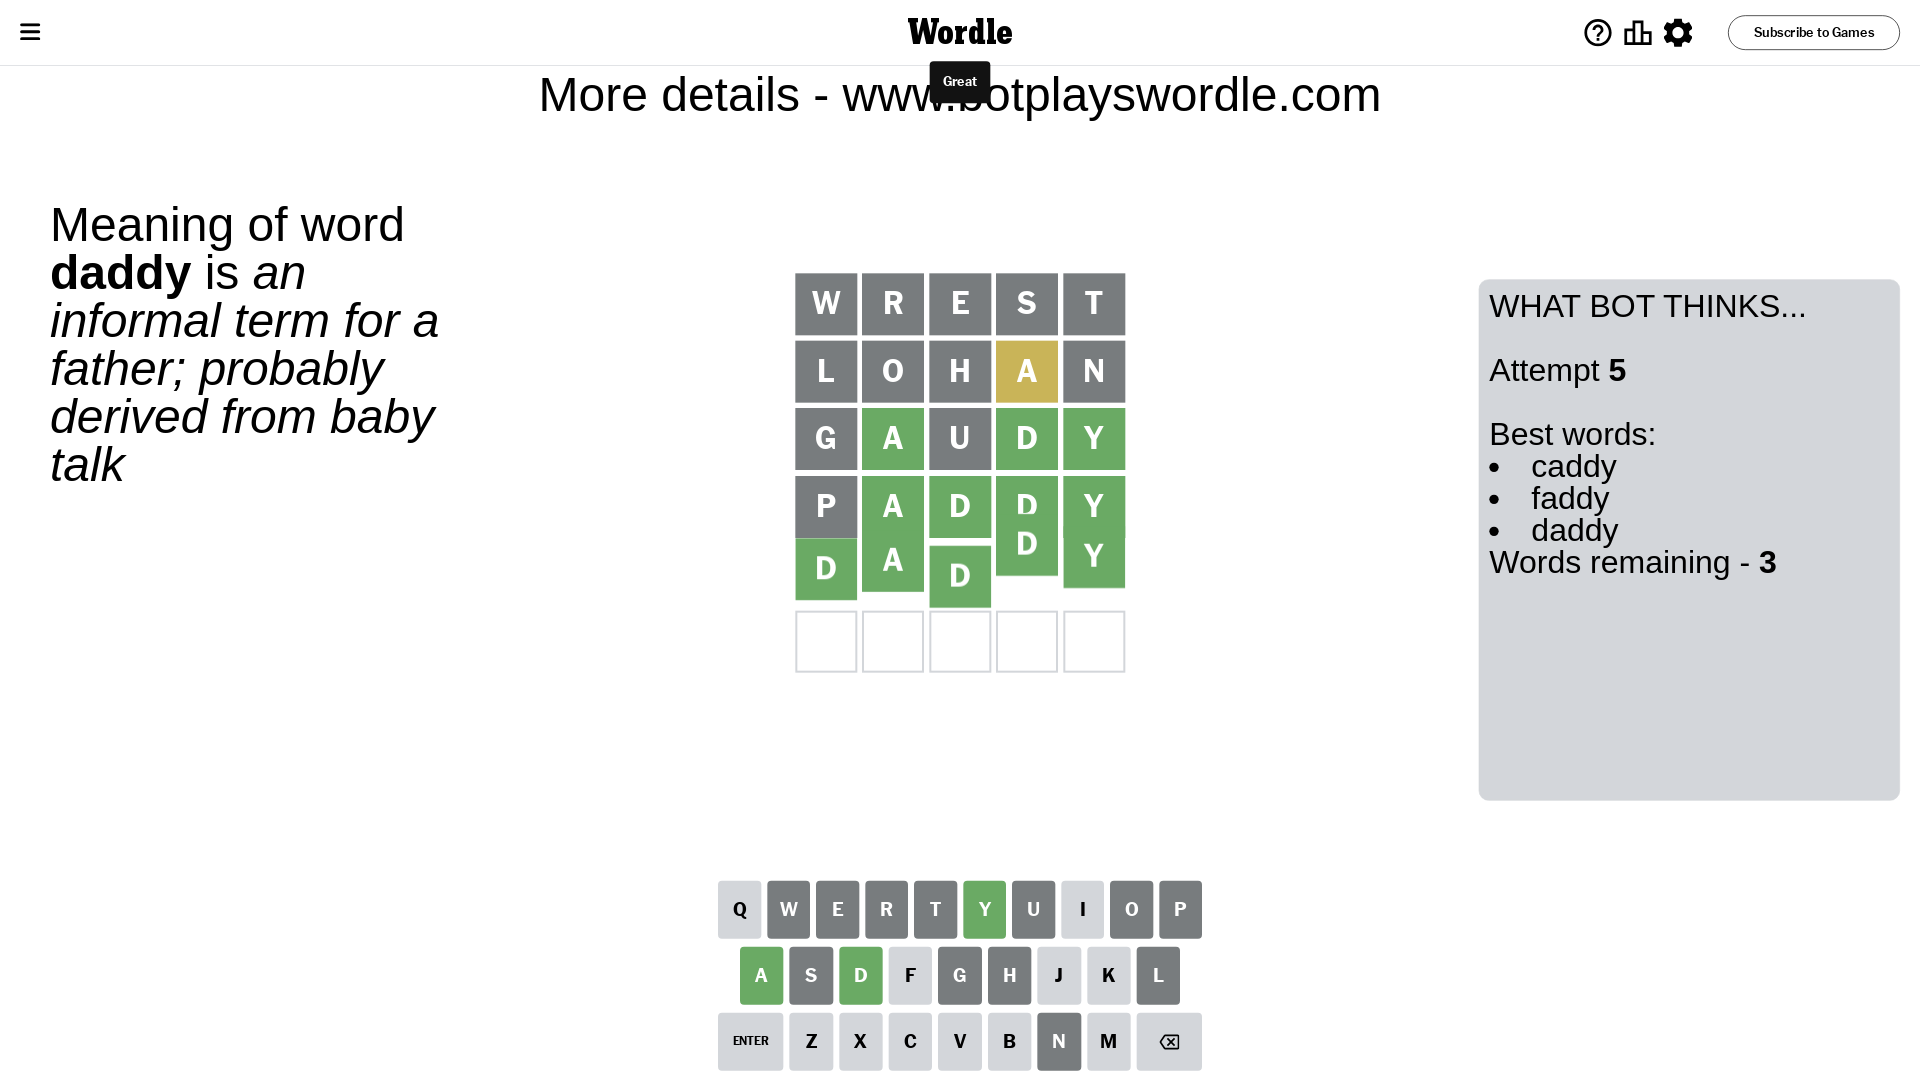 Wordle
Subscribe to Games
Great
More details - www.botplayswordle.com
Meaning of word
daddy is an
informal term for a
father; probably
derived from baby
talk
W R E S T
L O H A N
G A U D Y
P A D D Y
D A D D Y
WHAT BOT THINKS...
Attempt 5
Best words:
• caddy
• faddy
• daddy
Words remaining - 3
Q W E R T Y U I O P
A S D F G H J K L
ENTER Z X C V B N M